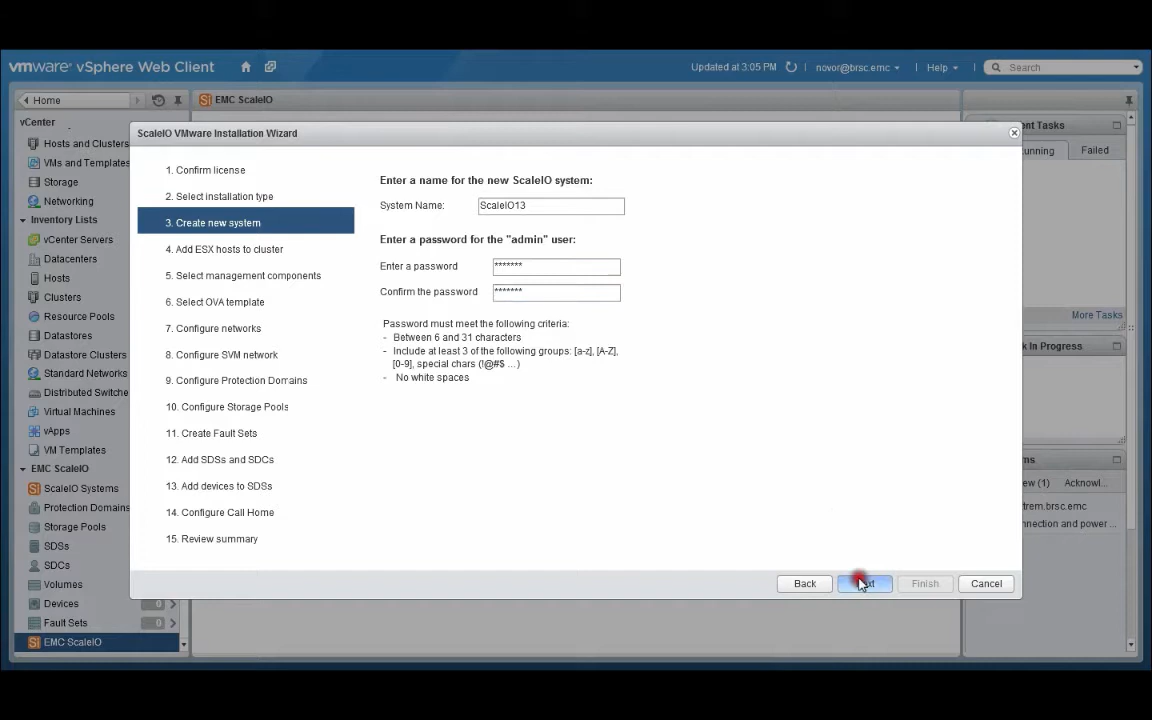 vmware® vSphere Web Client
Updated at 3:05 PM
novor@brsc.emc
Help
Search
Home
EMC ScaleIO
vCenter
Hosts and Clusters
VMs and Templates
Storage
Networking
Inventory Lists
vCenter Servers
Datacenters
Hosts
Clusters
Resource Pools
Datastores
Datastore Clusters
Standard Networks
Distributed Switche
Virtual Machines
vApps
VM Templates
EMC ScaleIO
ScaleIO Systems
Protection Domains
Storage Pools
SDSs
SDCs
Volumes
Devices 0
Fault Sets 0
EMC ScaleIO
ScaleIO VMware Installation Wizard
1. Confirm license
2. Select installation type
3. Create new system
4. Add ESX hosts to cluster
5. Select management components
6. Select OVA template
7. Configure networks
8. Configure SVM network
9. Configure Protection Domains
10. Configure Storage Pools
11. Create Fault Sets
12. Add SDSs and SDCs
13. Add devices to SDSs
14. Configure Call Home
15. Review summary
Enter a name for the new ScaleIO system:
System Name: ScaleIO13
Enter a password for the "admin" user:
Enter a password *******
Confirm the password *******
Password must meet the following criteria:
- Between 6 and 31 characters
- Include at least 3 of the following groups: [a-z], [A-Z],
[0-9], special chars (!@#$ ...)
- No white spaces
Back
Finish
Cancel
ent Tasks
unning
Failed
More Tasks
k In Progress
ms
ew (1)
Acknowl...
trem.brsc.emc
nnection and power ...